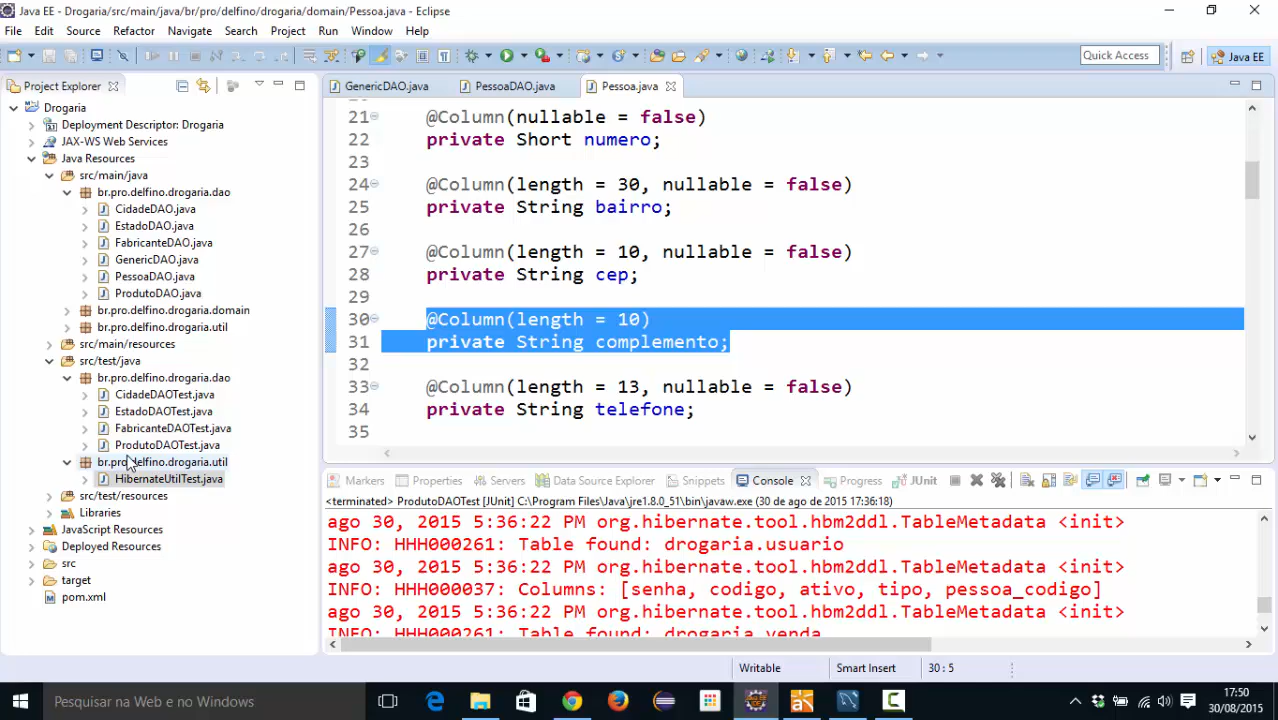 Java EE - Drogaria/src/main/java/br/pro/delfino/drogaria/domain/Pessoa.java - Eclipse
File Edit Source Refactor Navigate Search Project Run Window Help
Quick Access
Java EE
Project Explorer
Drogaria
Deployment Descriptor: Drogaria
JAX-WS Web Services
Java Resources
src/main/java
br.pro.delfino.drogaria.dao
CidadeDAO.java
EstadoDAO.java
FabricanteDAO.java
GenericDAO.java
PessoaDAO.java
ProdutoDAO.java
br.pro.delfino.drogaria.domain
br.pro.delfino.drogaria.util
src/main/resources
src/test/java
br.pro.delfino.drogaria.dao
CidadeDAOTest.java
EstadoDAOTest.java
FabricanteDAOTest.java
ProdutoDAOTest.java
br.pro.delfino.drogaria.util
HibernateUtilTest.java
src/test/resources
Libraries
JavaScript Resources
Deployed Resources
src
target
pom.xml
GenericDAO.java PessoaDAO.java Pessoa.java
21 @Column(nullable = false)
22 private Short numero;
23
24 @Column(length = 30, nullable = false)
25 private String bairro;
26
27 @Column(length = 10, nullable = false)
28 private String cep;
29
30 @Column(length = 10)
31 private String complemento;
32
33 @Column(length = 13, nullable = false)
34 private String telefone;
35
Markers Properties Servers Data Source Explorer Snippets Console Progress JUnit
<terminated> ProdutoDAOTest [JUnit] C:\Program Files\Java\jre1.8.0_51\bin\javaw.exe (30 de ago de 2015 17:36:18)
ago 30, 2015 5:36:22 PM org.hibernate.tool.hbm2ddl.TableMetadata <init>
INFO: HHH000261: Table found: drogaria.usuario
ago 30, 2015 5:36:22 PM org.hibernate.tool.hbm2ddl.TableMetadata <init>
INFO: HHH000037: Columns: [senha, codigo, ativo, tipo, pessoa_codigo]
ago 30, 2015 5:36:22 PM org.hibernate.tool.hbm2ddl.TableMetadata <init>
INFO: HHH000261: Table found: drogaria.venda
Writable Smart Insert 30 : 5
Pesquisar na Web e no Windows
17:50
30/08/2015